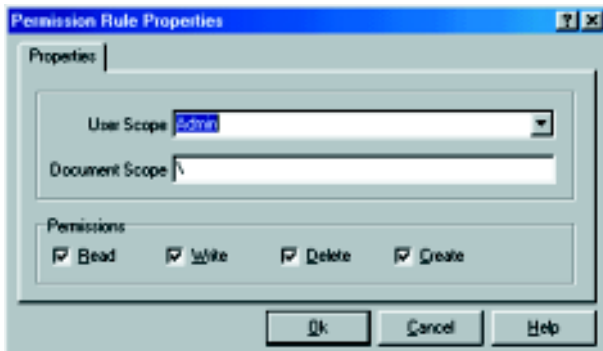 Permission Rule Properties
Properties
User Scope Admin
Document Scope \
Permissions
Read Write Delete Create
Ok Cancel Help